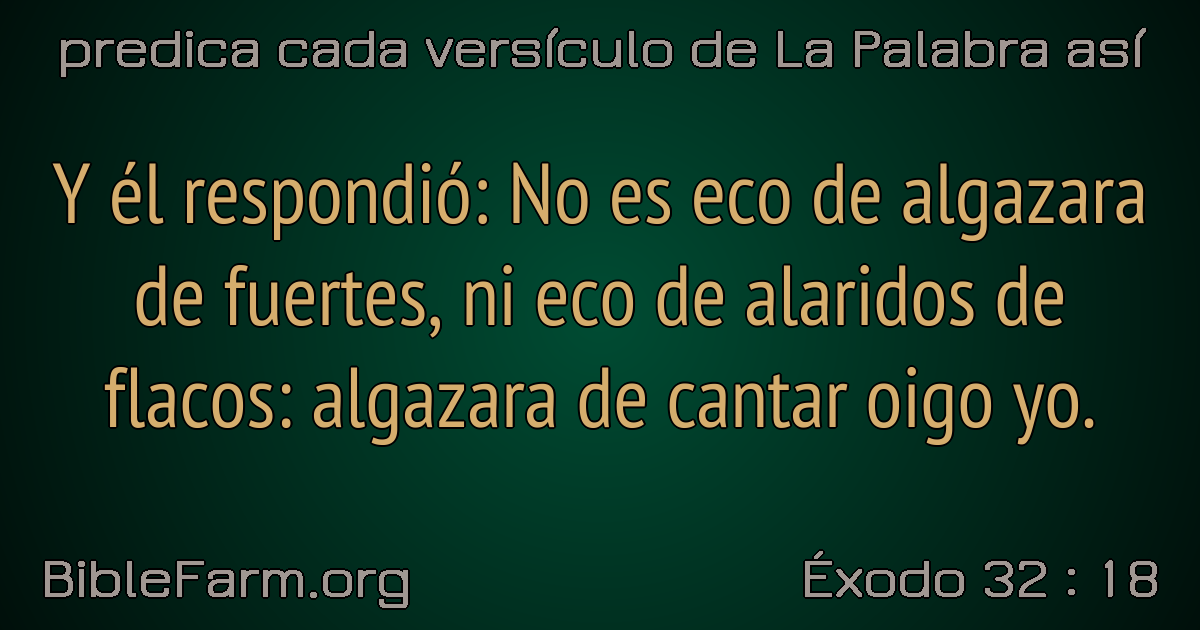 predica cada versículo de La Palabra así
Y él respondió: No es eco de algazara
de fuertes, ni eco de alaridos de
flacos: algazara de cantar oigo yo.
BibleFarm.org
Éxodo 32 : 18